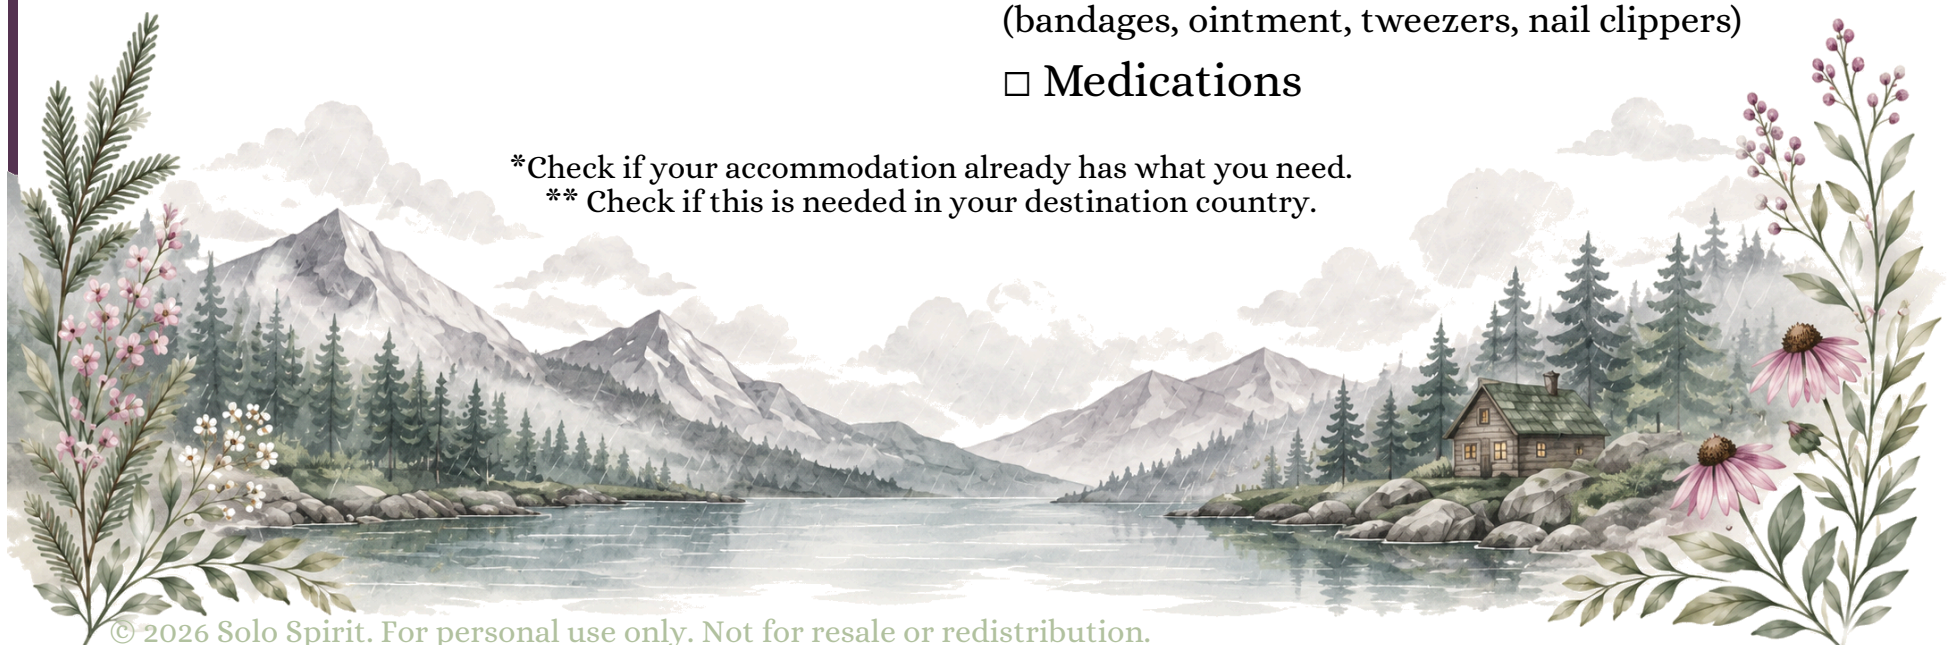 (bandages, ointment, tweezers, nail clippers)
☐ Medications
*Check if your accommodation already has what you need.
** Check if this is needed in your destination country.
© 2026 Solo Spirit. For personal use only. Not for resale or redistribution.